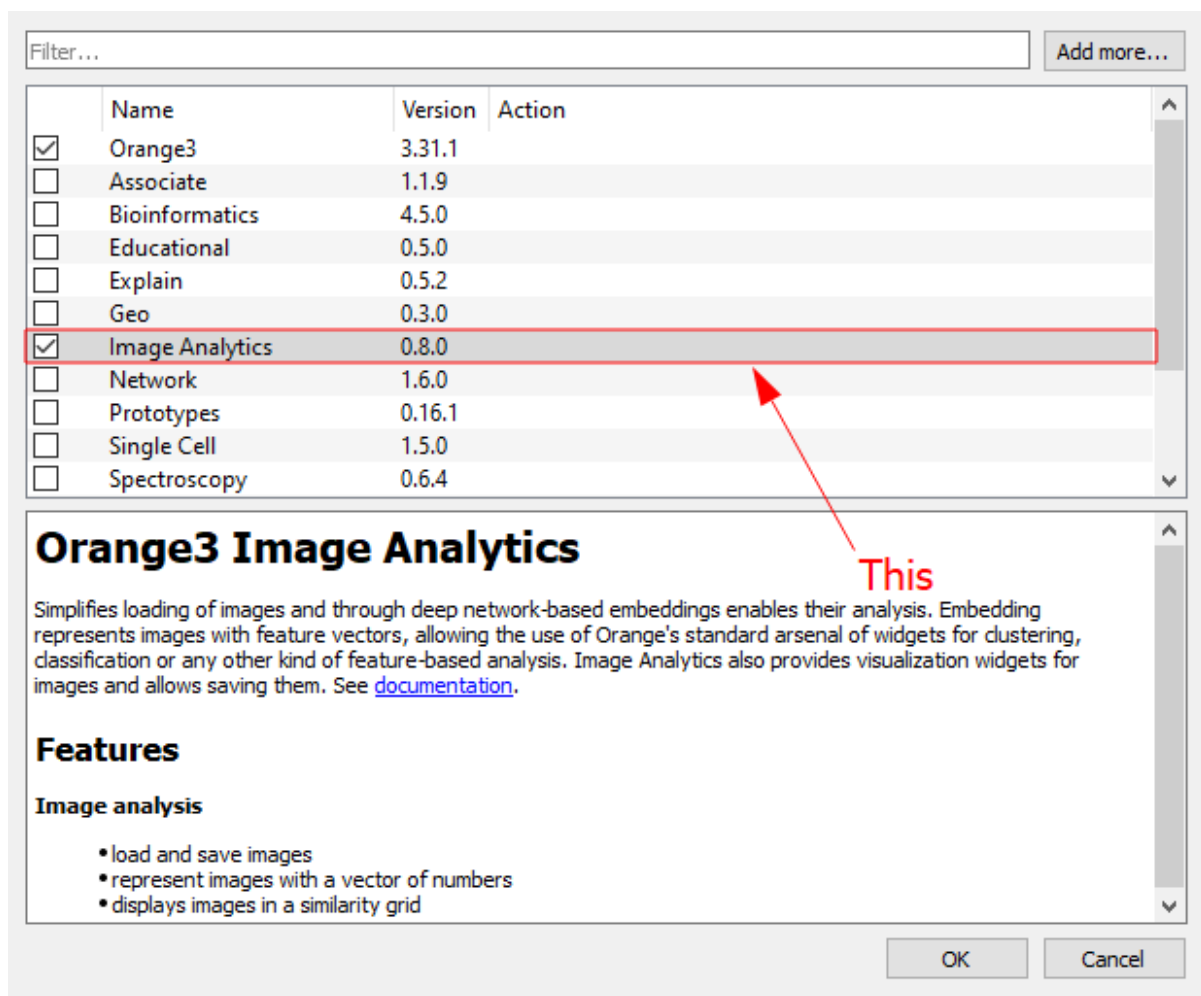 Filter...
Add more...
Name Version Action
Orange3 3.31.1
Associate 1.1.9
Bioinformatics 4.5.0
Educational 0.5.0
Explain 0.5.2
Geo 0.3.0
Image Analytics 0.8.0
Network 1.6.0
Prototypes 0.16.1
Single Cell 1.5.0
Spectroscopy 0.6.4
This
Orange3 Image Analytics
Simplifies loading of images and through deep network-based embeddings enables their analysis. Embedding
represents images with feature vectors, allowing the use of Orange's standard arsenal of widgets for clustering,
classification or any other kind of feature-based analysis. Image Analytics also provides visualization widgets for
images and allows saving them. See documentation.
Features
Image analysis
•load and save images
•represent images with a vector of numbers
•displays images in a similarity grid
OK
Cancel